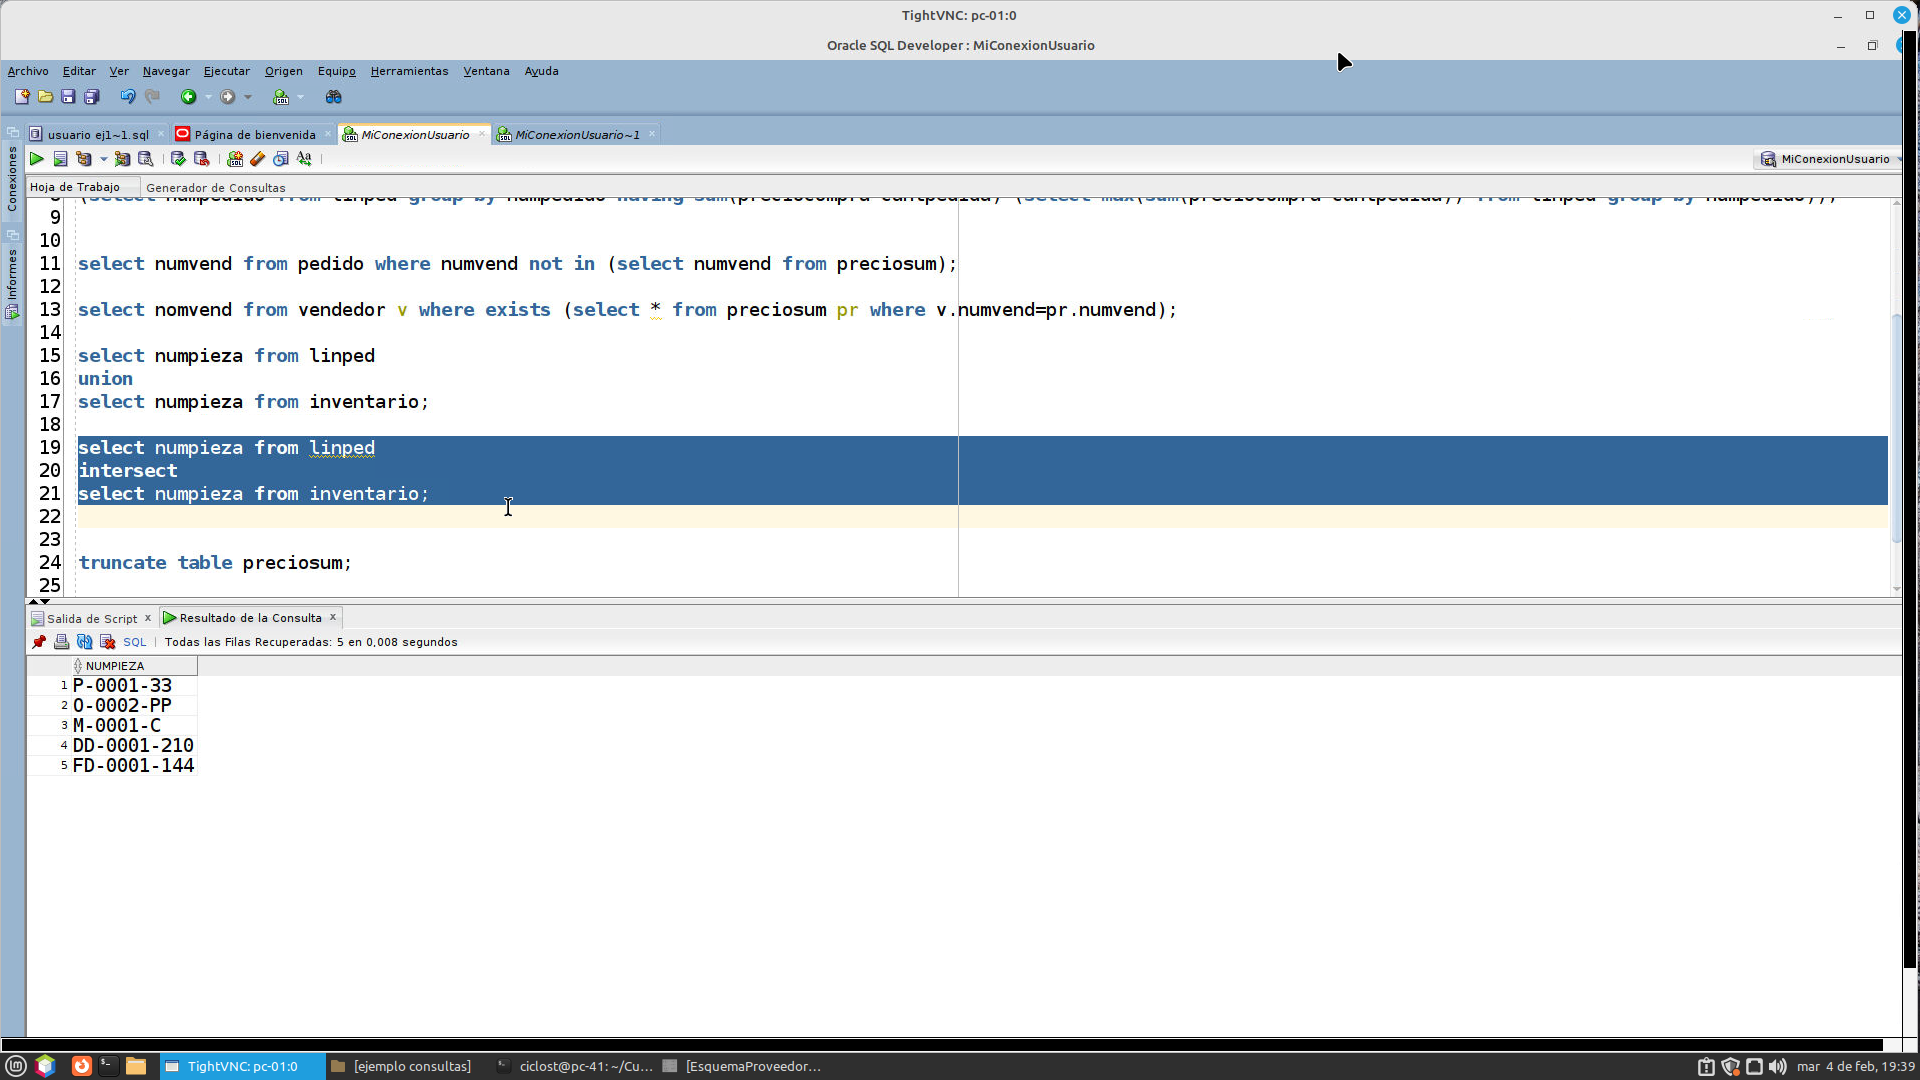 TightVNC: pc-01:0
Oracle SQL Developer : MiConexionUsuario
Archivo Editar Ver Navegar Ejecutar Origen Equipo Herramientas Ventana Ayuda
usuario ej1~1.sql Página de bienvenida MiConexionUsuario MiConexionUsuario~1
MiConexionUsuario
Conexiones
Informes
Hoja de Trabajo Generador de Consultas
9
10
11 select numvend from pedido where numvend not in (select numvend from preciosum);
12
13 select nomvend from vendedor v where exists (select * from preciosum pr where v.numvend=pr.numvend);
14
15 select numpieza from linped
16 union
17 select numpieza from inventario;
18
19 select numpieza from linped
20 intersect
21 select numpieza from inventario;
22
23
24 truncate table preciosum;
25
Salida de Script x Resultado de la Consulta x
SQL | Todas las Filas Recuperadas: 5 en 0,008 segundos
NUMPIEZA
1 P-0001-33
2 O-0002-PP
3 M-0001-C
4 DD-0001-210
5 FD-0001-144
TightVNC: pc-01:0 [ejemplo consultas] ciclost@pc-41: ~/Cu... [EsquemaProveedor... mar 4 de feb, 19:39